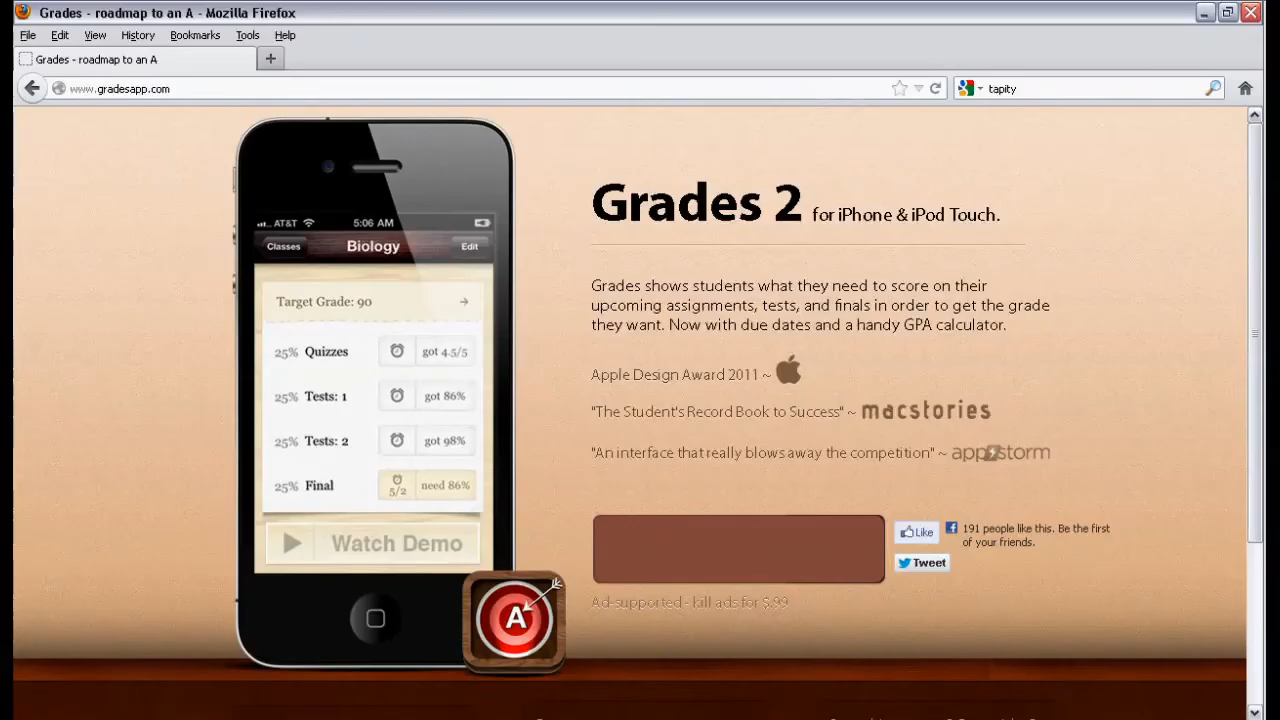 Grades - roadmap to an A - Mozilla Firefox
File Edit View History Bookmarks Tools Help
Grades - roadmap to an A
www.gradesapp.com
tapity
AT&T 5:06 AM
Classes Biology Edit
Target Grade: 90
25% Quizzes got 4.5/5
25% Tests: 1 got 86%
25% Tests: 2 got 98%
25% Final 5/2 need 86%
Watch Demo
A
Grades 2 for iPhone & iPod Touch.
Grades shows students what they need to score on their
upcoming assignments, tests, and finals in order to get the grade
they want. Now with due dates and a handy GPA calculator.
Apple Design Award 2011 ~
"The Student's Record Book to Success" ~ macstories
"An interface that really blows away the competition" ~ appstorm
Like 191 people like this. Be the first
of your friends.
Tweet
Ad-supported - kill ads for $.99